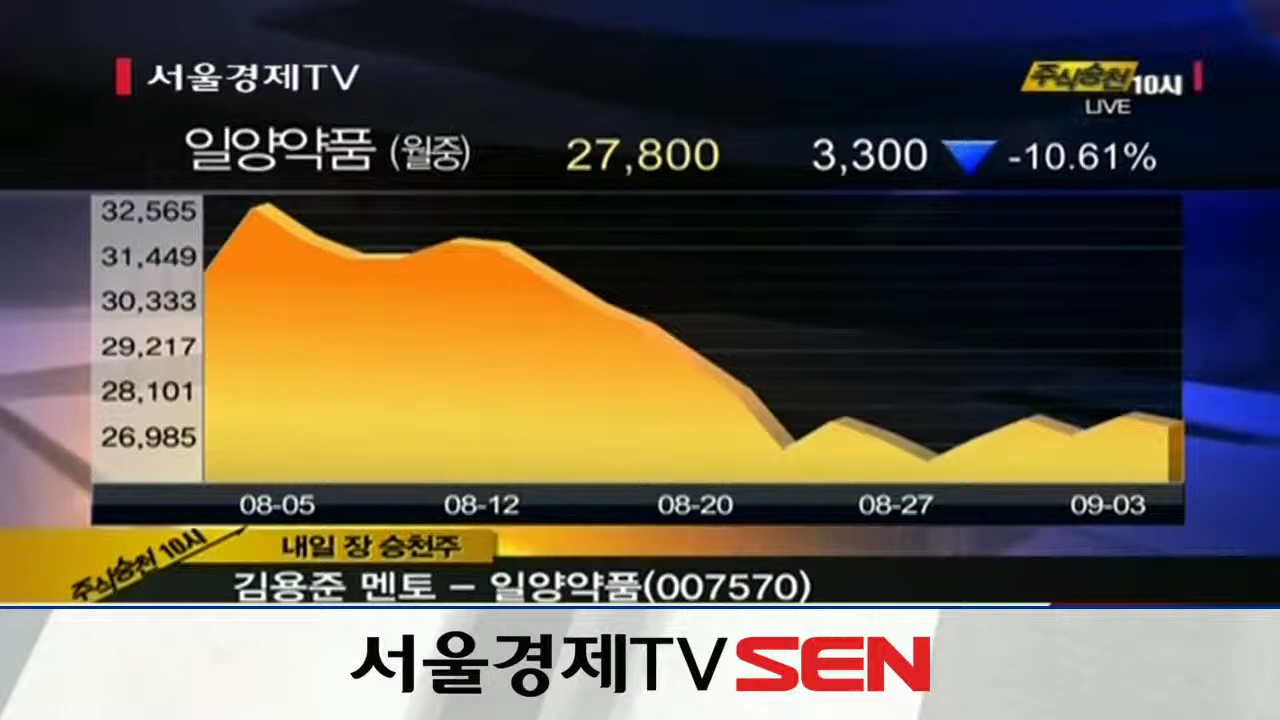 서울경제TV
주식승천 10시
LIVE
일양약품 (월중) 27,800 3,300 ▼ -10.61%
32,565
31,449
30,333
29,217
28,101
26,985
08-05 08-12 08-20 08-27 09-03
주식승천 10시
내일 장 승천주
김용준 멘토 - 일양약품(007570)
서울경제TV SEN